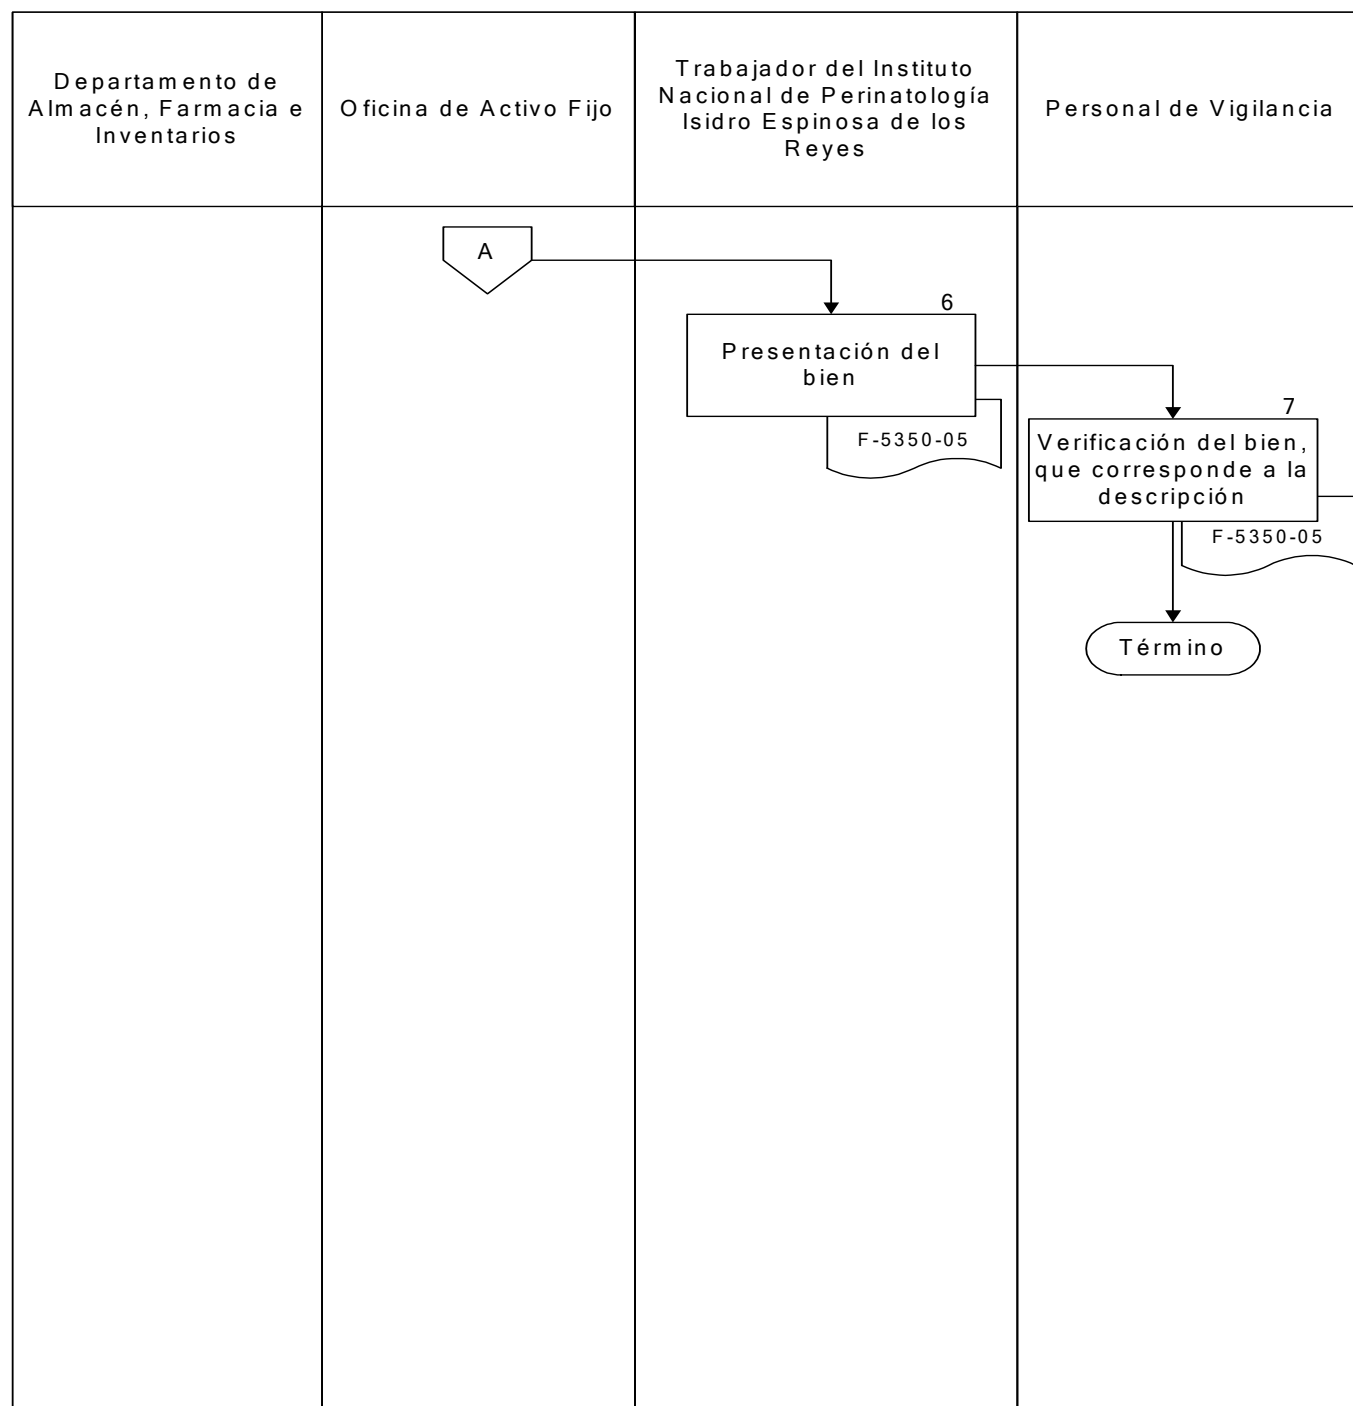 Departamento de
Almacén, Farmacia e
Inventarios
Oficina de Activo Fijo
Trabajador del Instituto
Nacional de Perinatología
Isidro Espinosa de los
Reyes
Personal de Vigilancia
A
6
Presentación del
bien
F-5350-05
7
Verificación del bien,
que corresponde a la
descripción
F-5350-05
Término